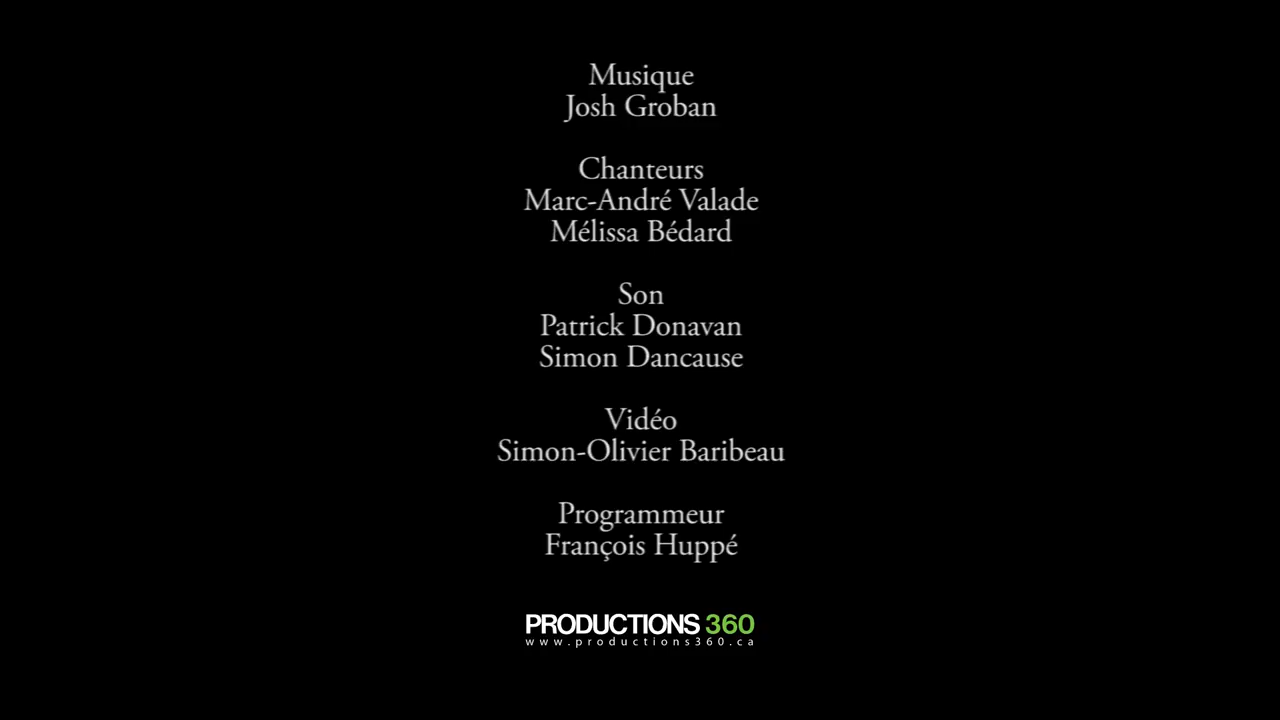 Musique
Josh Groban
Chanteurs
Marc-André Valade
Mélissa Bédard
Son
Patrick Donavan
Simon Dancause
Vidéo
Simon-Olivier Baribeau
Programmeur
François Huppé
PRODUCTIONS 360
www.productions360.ca